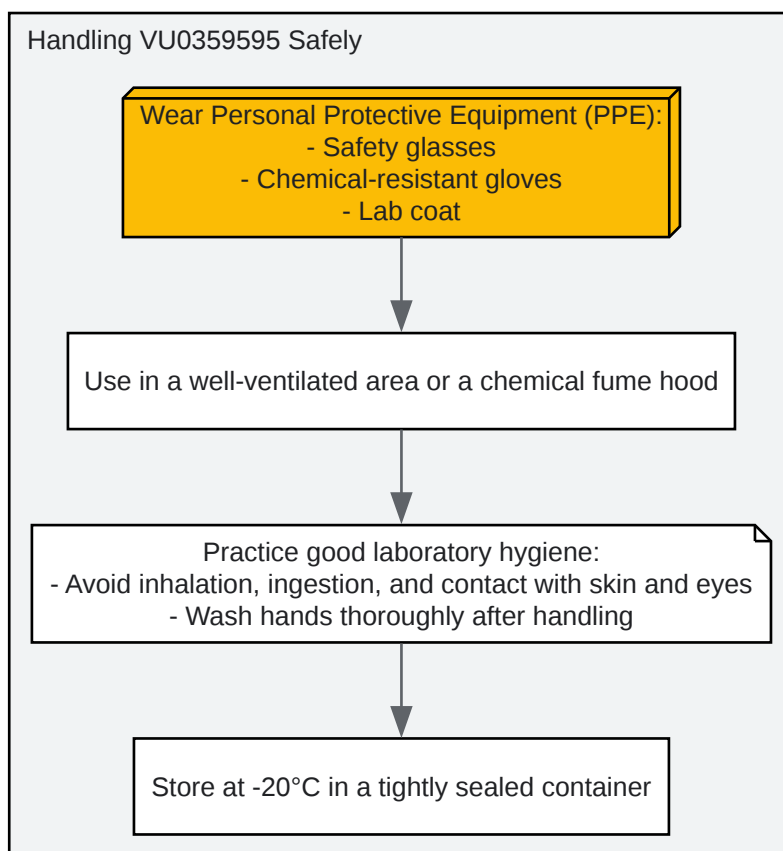 Handling VU0359595 Safely
Wear Personal Protective Equipment (PPE):
- Safety glasses
- Chemical-resistant gloves
- Lab coat
Use in a well-ventilated area or a chemical fume hood
Practice good laboratory hygiene:
- Avoid inhalation, ingestion, and contact with skin and eyes
- Wash hands thoroughly after handling
Store at -20°C in a tightly sealed container